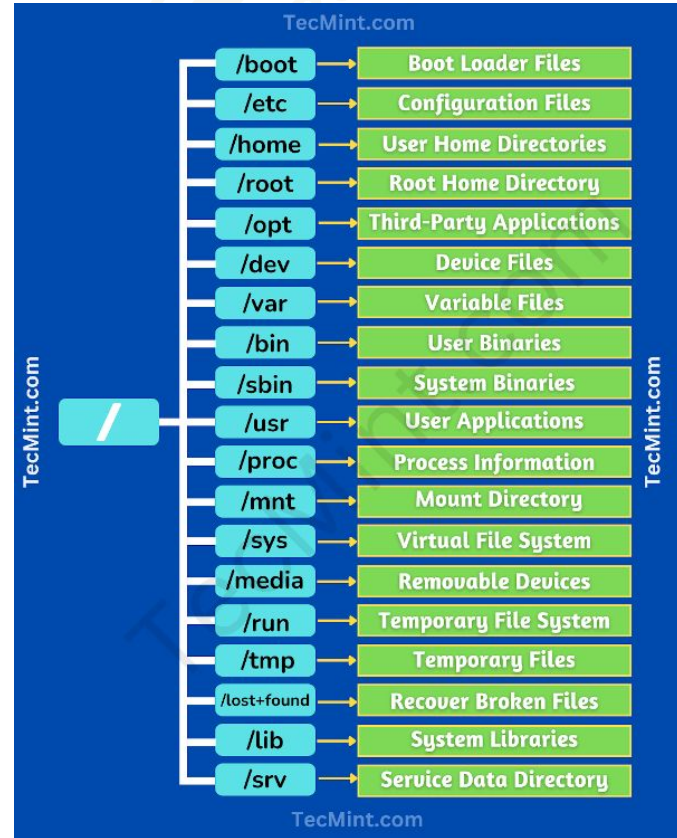 TecMint.com
/boot Boot Loader Files
/etc Configuration Files
/home User Home Directories
/root Root Home Directory
/opt Third-Party Applications
/dev Device Files
/var Variable Files
/bin User Binaries
/sbin System Binaries
/ /usr User Applications
/proc Process Information
/mnt Mount Directory
/sys Virtual File System
/media Removable Devices
/run Temporary File System
/tmp Temporary Files
/lost+found Recover Broken Files
/lib System Libraries
/srv Service Data Directory
TecMint.com
TecMint.com
TecMint.com
TecMint.com